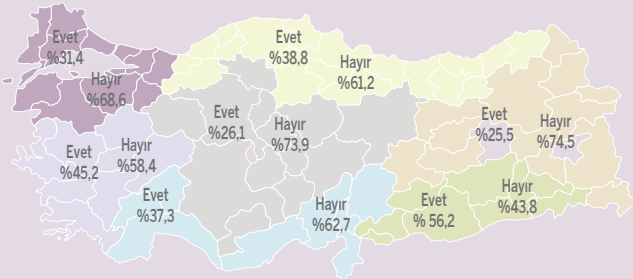 Evet
%31,4
Hayır
%68,6
Evet
%38,8
Hayır
%61,2
Evet
%26,1
Hayır
%73,9
Evet
%25,5
Hayır
%74,5
Evet
%45,2
Hayır
%58,4
Evet
%37,3
Hayır
%62,7
Evet
% 56,2
Hayır
%43,8